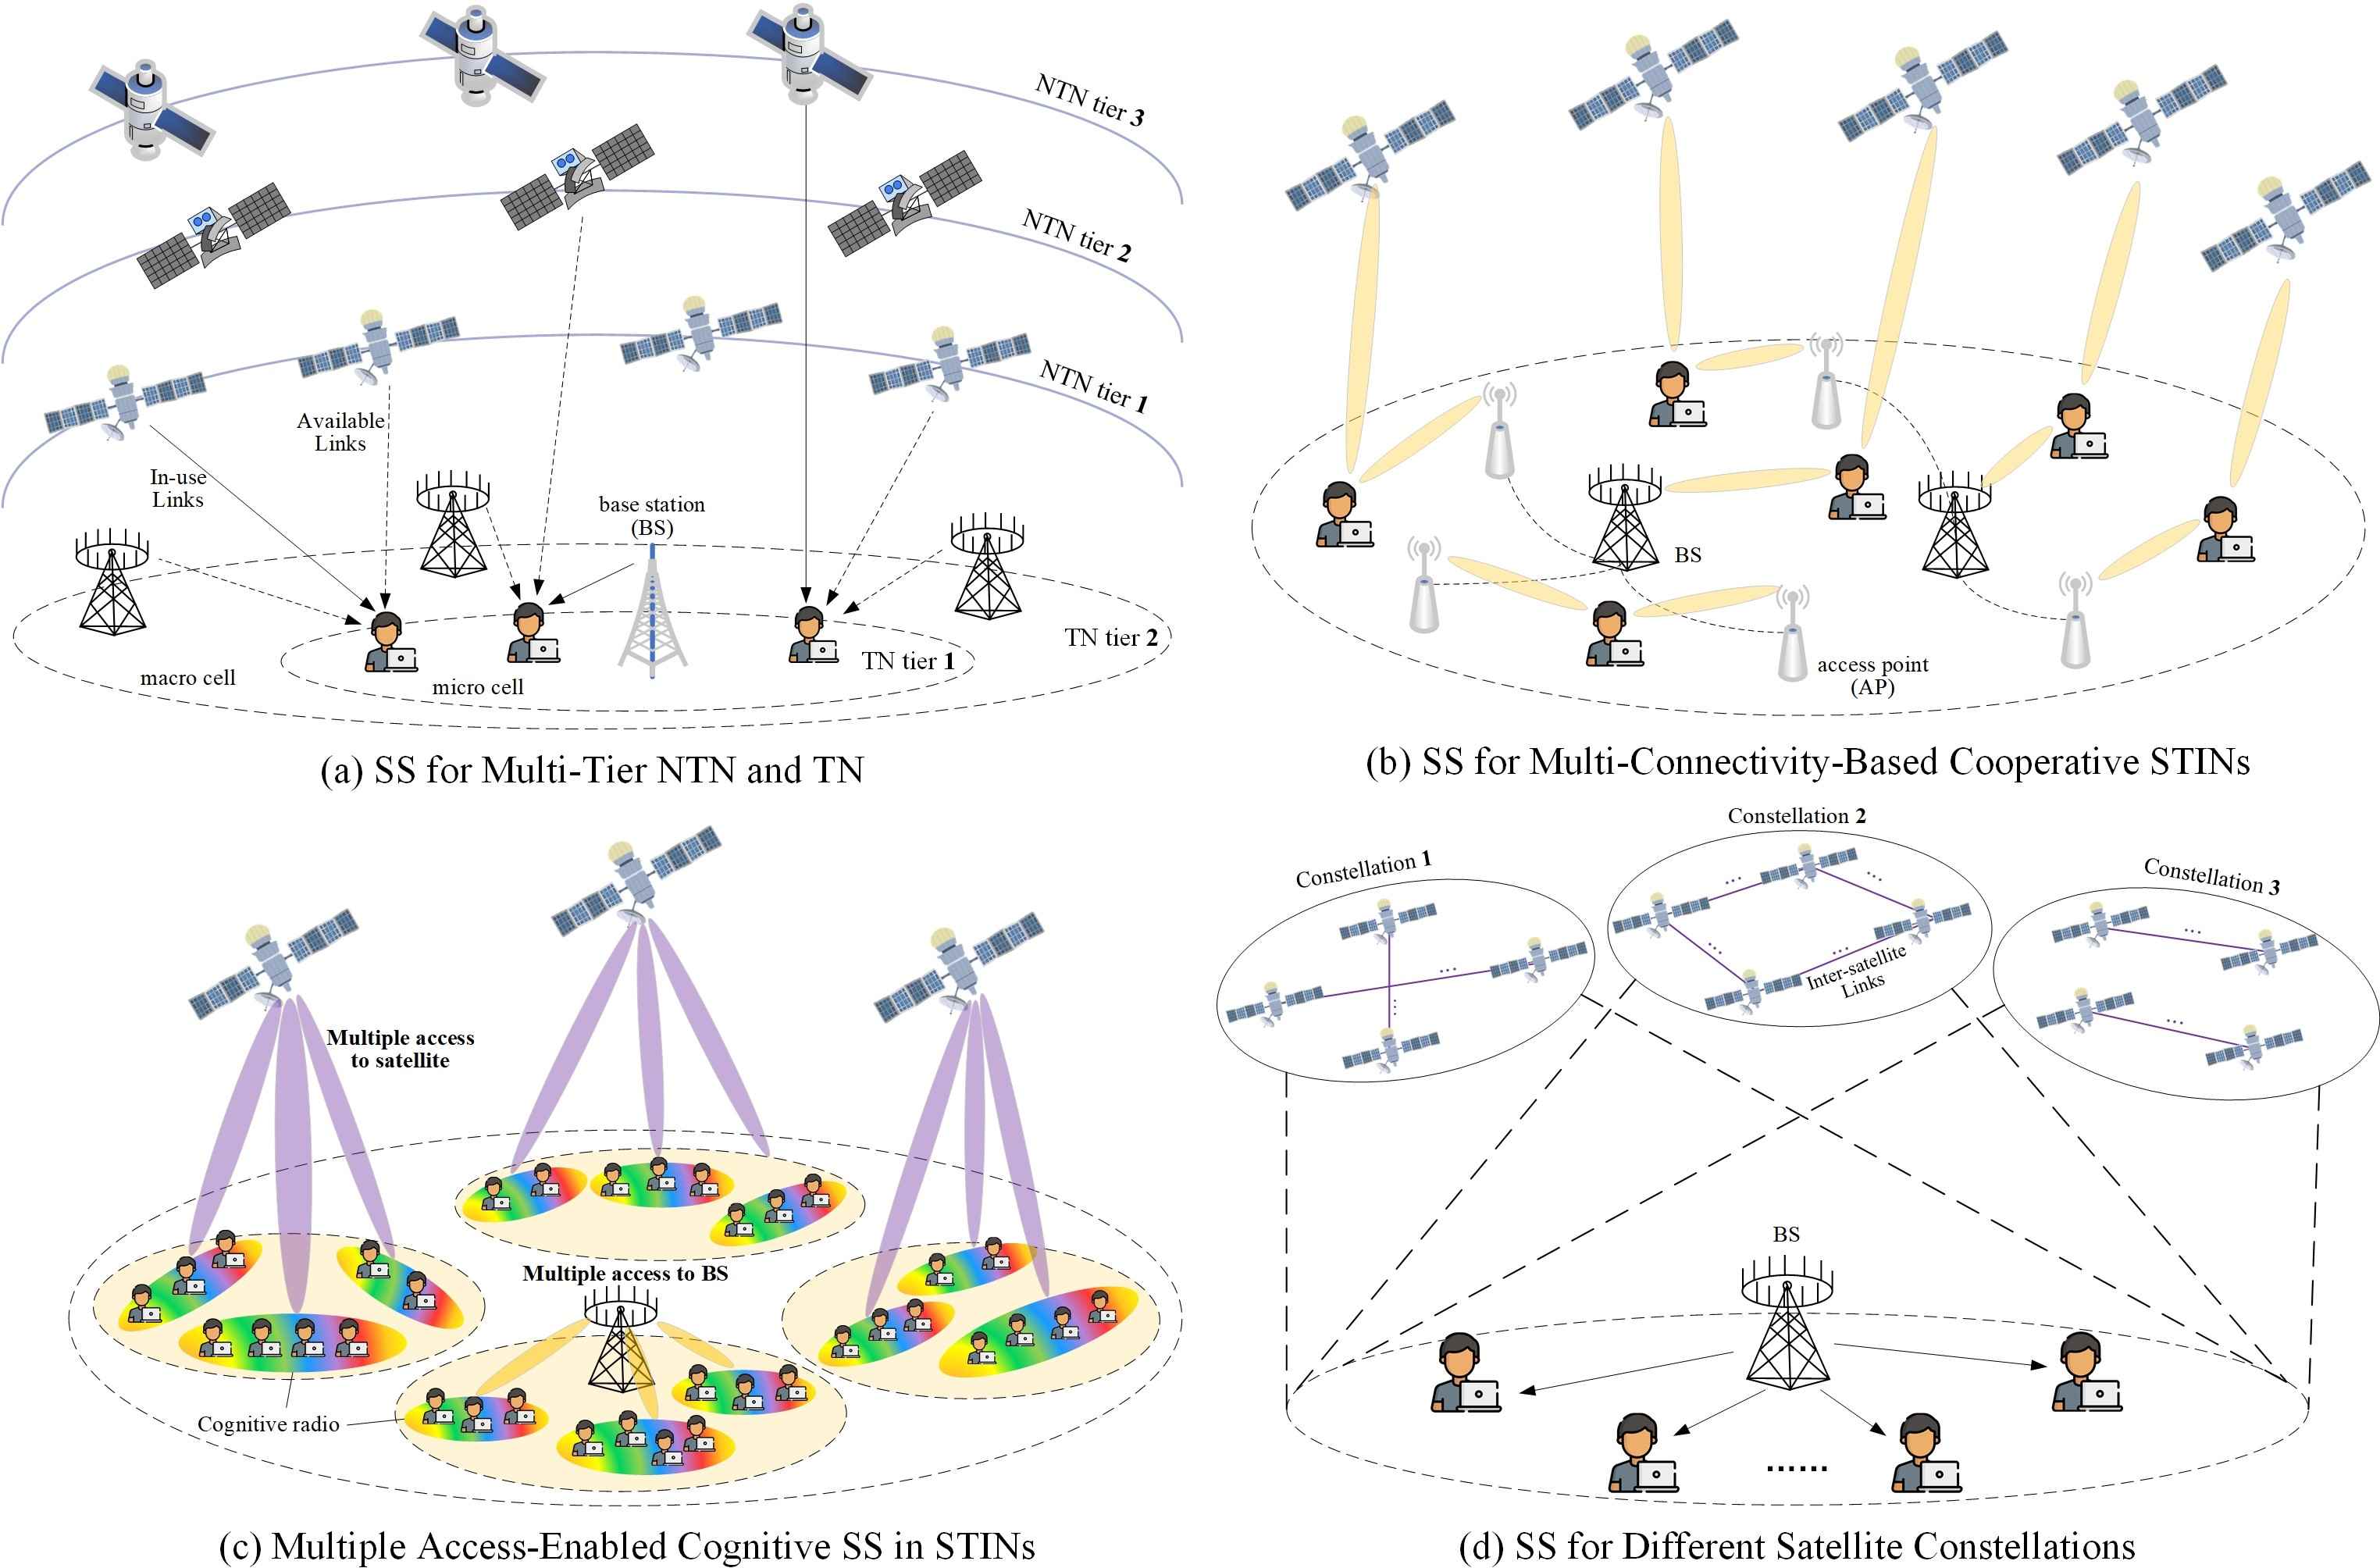 NTN tier 3
NTN tier 2
NTN tier 1
Available
Links
In-use
Links
base station
(BS)
TN tier 2
TN tier 1
macro cell
micro cell
(a) SS for Multi-Tier NTN and TN
BS
access point
(AP)
(b) SS for Multi-Connectivity-Based Cooperative STINs
Multiple access
to satellite
Multiple access to BS
Cognitive radio
(c) Multiple Access-Enabled Cognitive SS in STINs
Constellation 1
Constellation 2
Constellation 3
...
...
...
...
...
...
...
...
Inter-satellite
Links
BS
......
(d) SS for Different Satellite Constellations